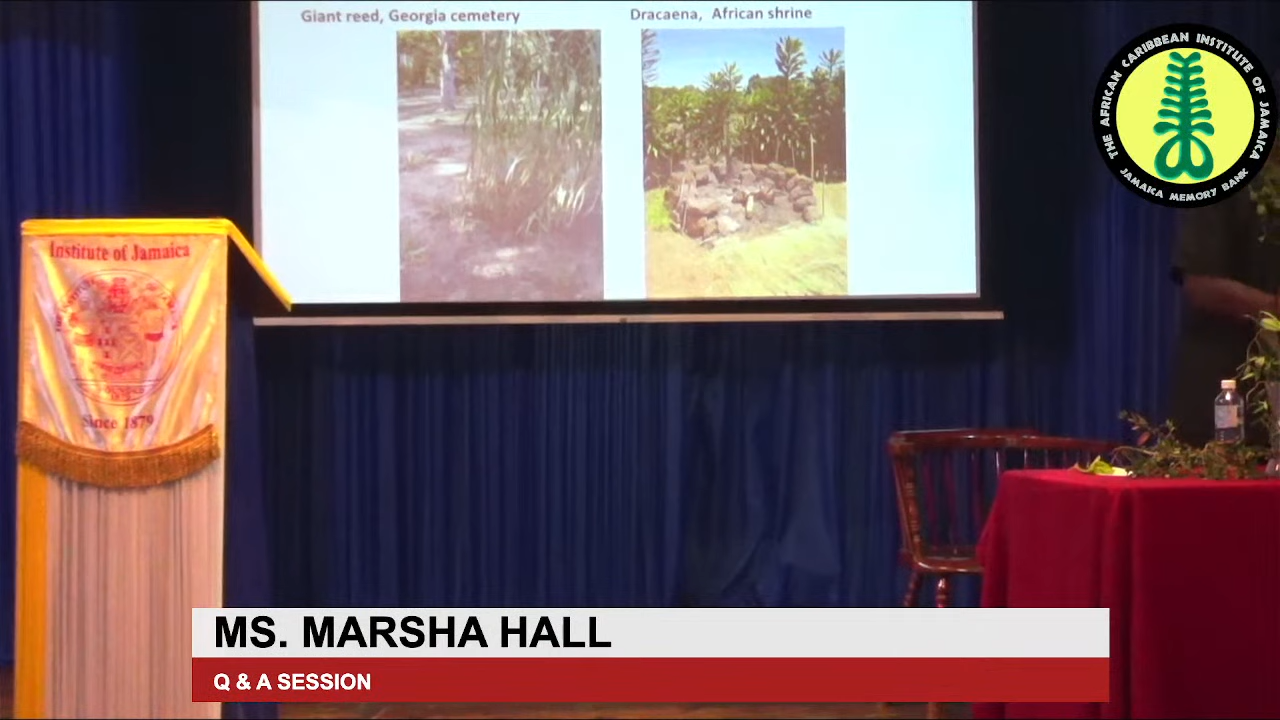 Giant reed, Georgia cemetery
Dracaena, African shrine
THE AFRICAN CARIBBEAN INSTITUTE OF JAMAICA
JAMAICA MEMORY BANK
Institute of Jamaica
Since 1879
MS. MARSHA HALL
Q & A SESSION